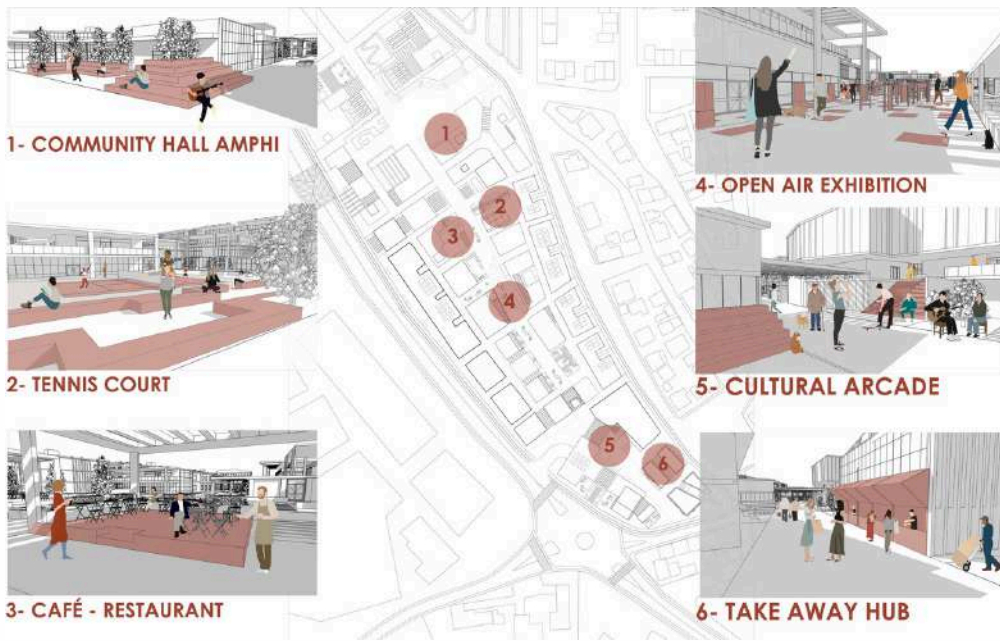 1- COMMUNITY HALL AMPHI
2- TENNIS COURT
3- CAFÉ - RESTAURANT
1
2
3
4
5
6
4- OPEN AIR EXHIBITION
5- CULTURAL ARCADE
6- TAKE AWAY HUB